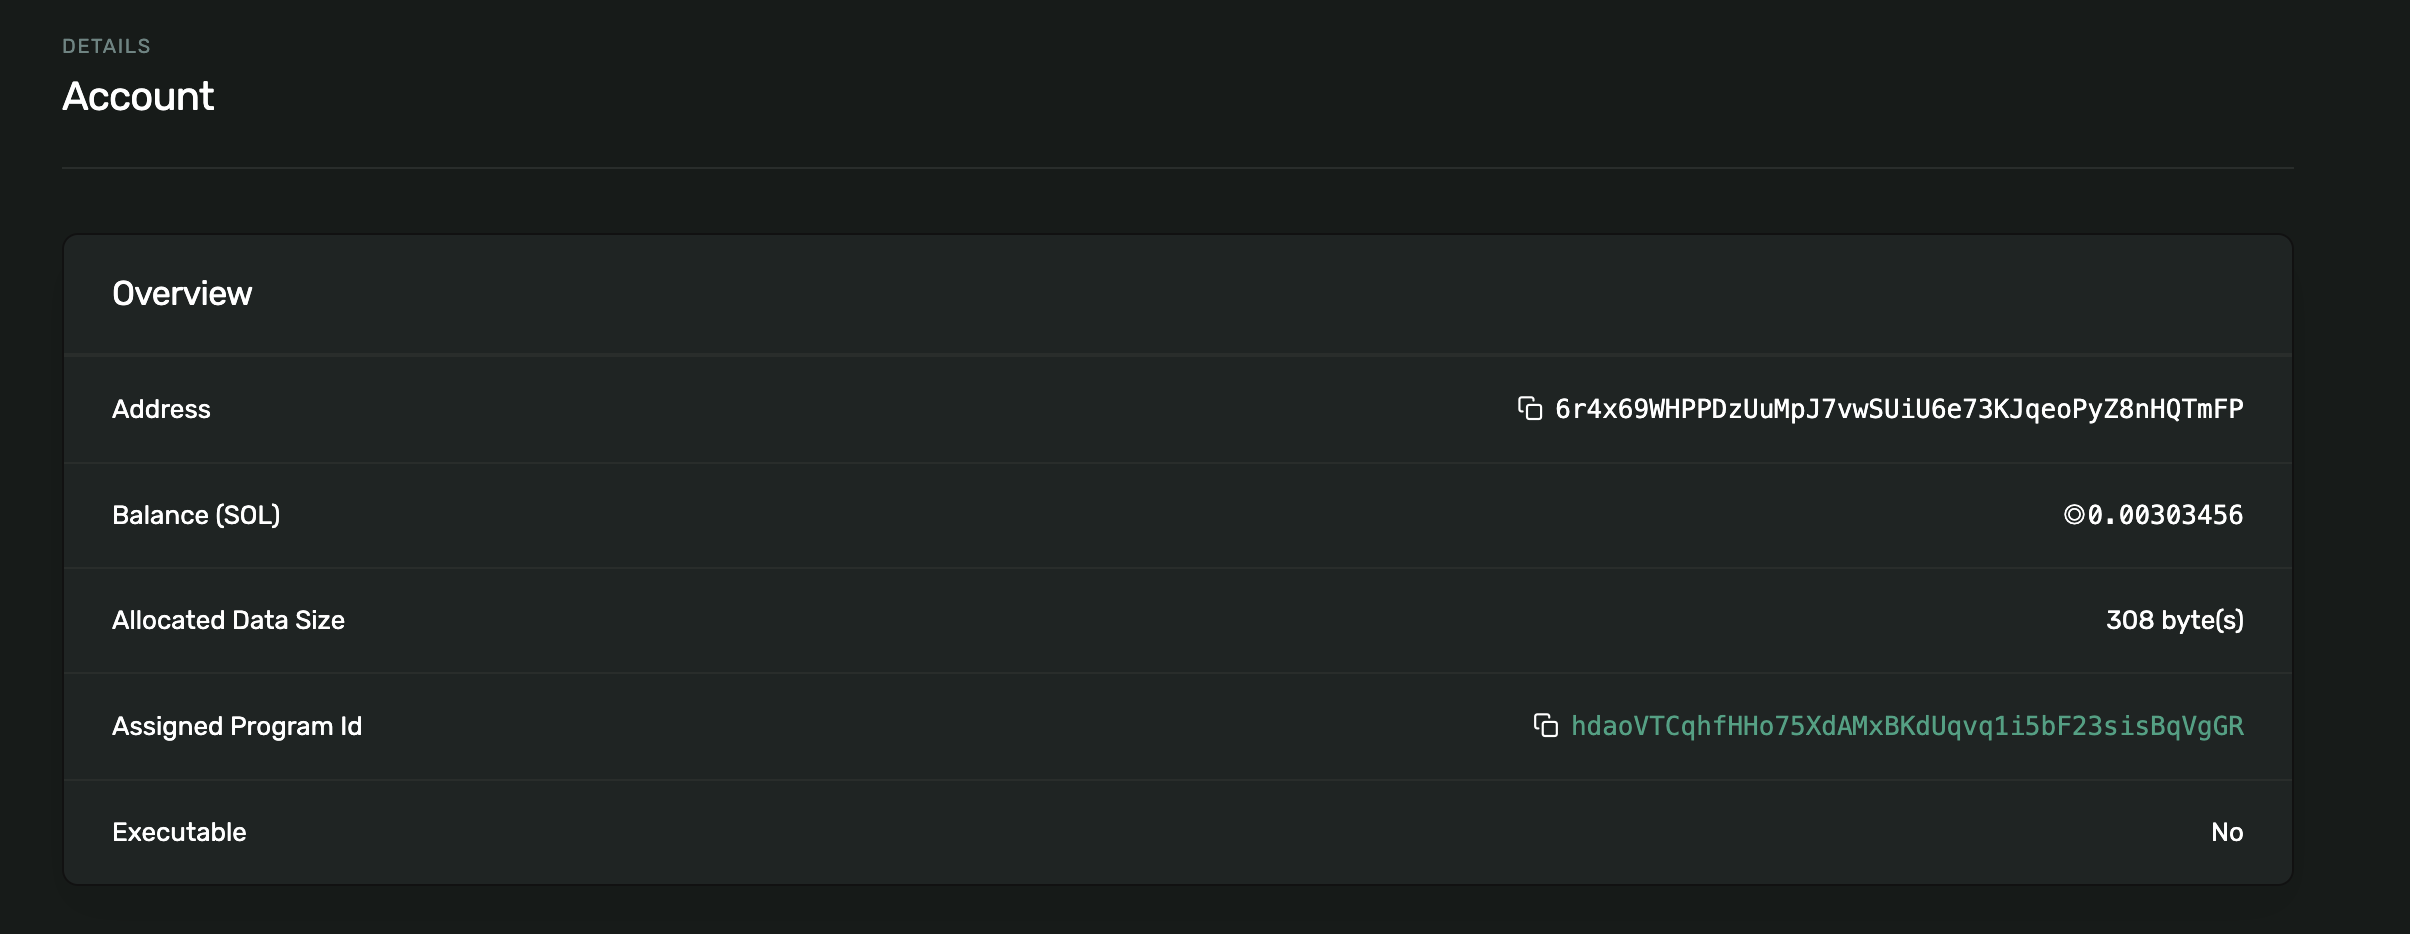 DETAILS
Account
Overview
Address 6r4x69WHPPDzUuMpJ7vwSUiU6e73KJqeoPyZ8nHQTmFP
Balance (SOL) ◎0.00303456
Allocated Data Size 308 byte(s)
Assigned Program Id hdaoVTCqhfHHo75XdAMxBKdUqvq1i5bF23sisBqVgGR
Executable No